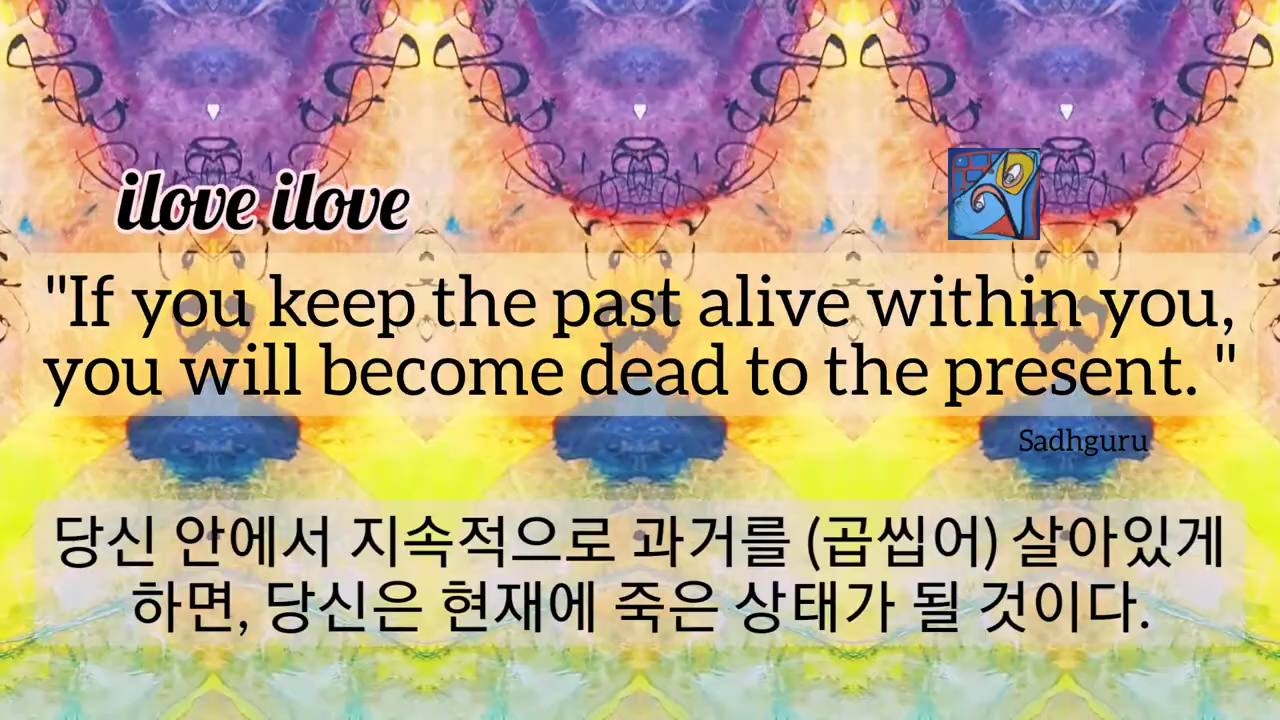 ilove ilove
"If you keep the past alive within you,
you will become dead to the present. "
Sadhguru
당신 안에서 지속적으로 과거를 (곱씹어) 살아있게
하면, 당신은 현재에 죽은 상태가 될 것이다.